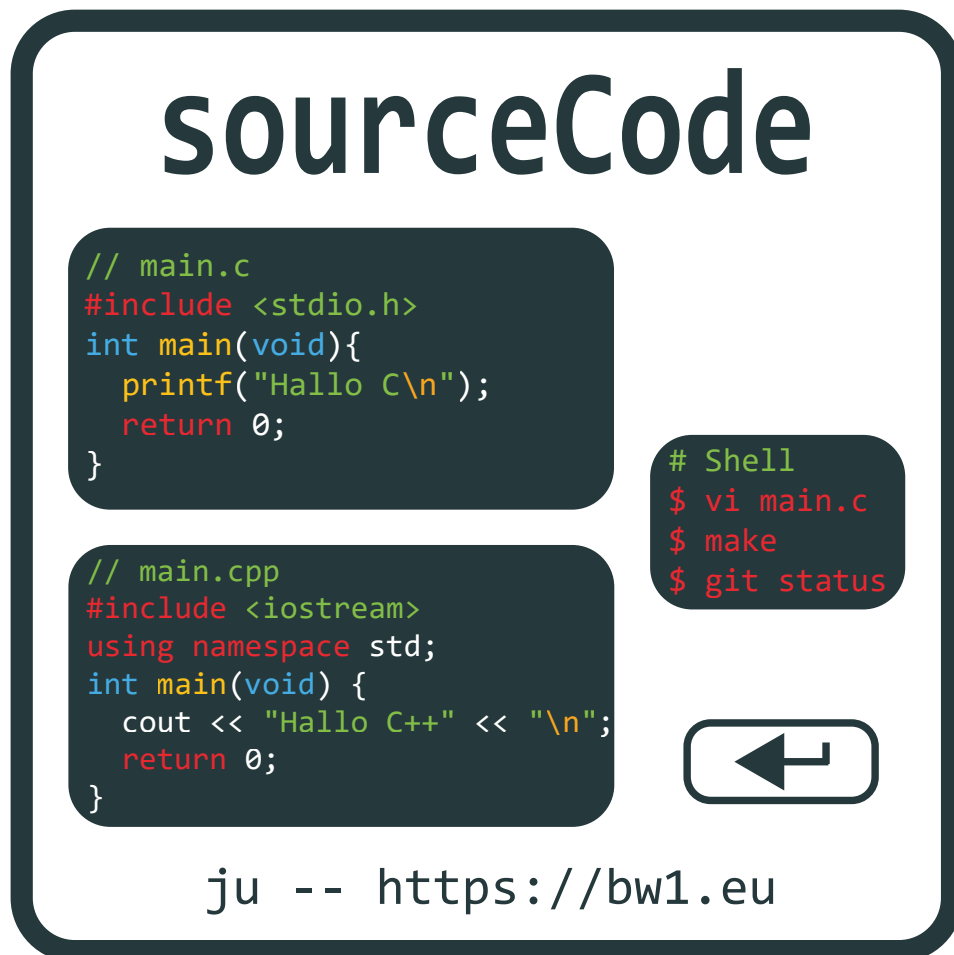 sourceCode
// main.c
#include <stdio.h>
int main(void){
  printf("Hallo C\n");
  return 0;
}
# Shell
$ vi main.c
$ make
$ git status
// main.cpp
#include <iostream>
using namespace std;
int main(void) {
  cout << "Hallo C++" << "\n";
  return 0;
}
ju -- https://bw1.eu